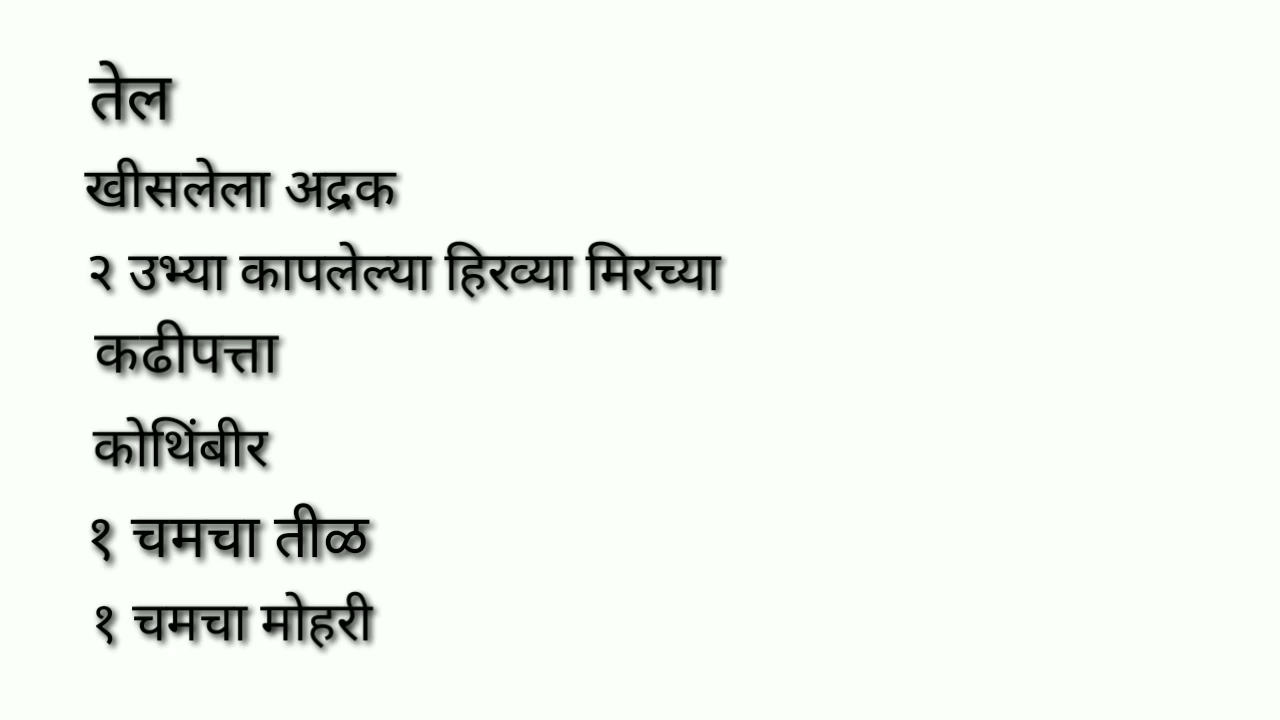 तेल
खीसलेला अद्रक
२ उभ्या कापलेल्या हिरव्या मिरच्या
कढीपत्ता
कोथिंबीर
१ चमचा तीळ
१ चमचा मोहरी